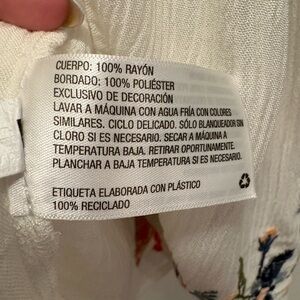 CUERPO: 100% RAYÓN
BORDADO: 100% POLIÉSTER
EXCLUSIVO DE DECORACIÓN
LAVAR A MÁQUINA CON AGUA FRÍA CON COLORES
SIMILARES. CICLO DELICADO. SÓLO BLANQUEADOR SIN
CLORO SI ES NECESARIO. SECAR A MÁQUINA A
TEMPERATURA BAJA. RETIRAR OPORTUNAMENTE.
PLANCHAR A BAJA TEMPERATURA SI ES NECESARIO.
ETIQUETA ELABORADA CON PLÁSTICO
100% RECICLADO